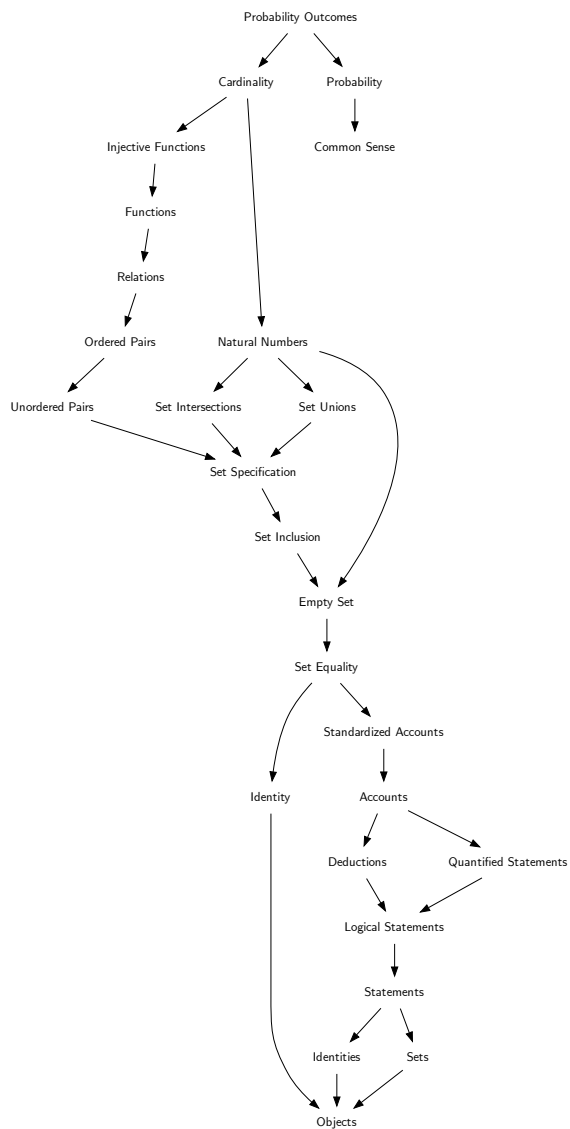 Probability Outcomes
Cardinality
Probability
Injective Functions
Common Sense
Functions
Relations
Ordered Pairs
Natural Numbers
Unordered Pairs
Set Intersections
Set Unions
Set Specification
Set Inclusion
Empty Set
Set Equality
Standardized Accounts
Identity
Accounts
Deductions
Quantified Statements
Logical Statements
Statements
Identities
Sets
Objects